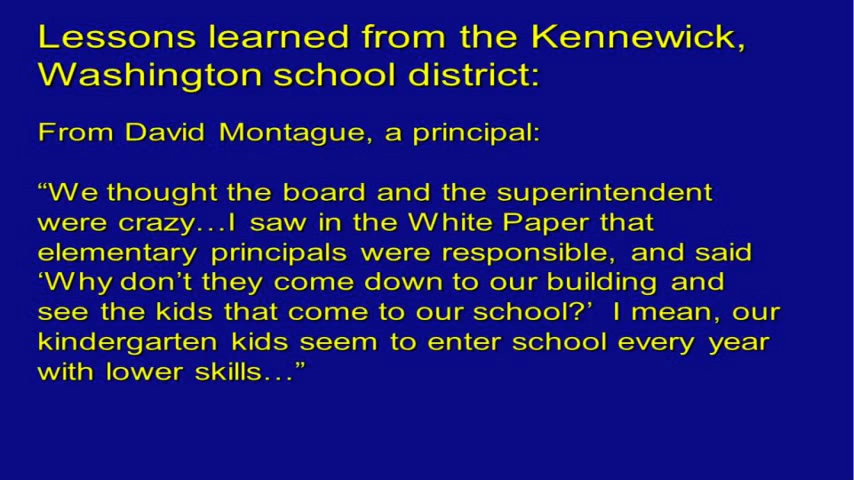 Lessons learned from the Kennewick,
Washington school district:
From David Montague, a principal:
“We thought the board and the superintendent
were crazy…I saw in the White Paper that
elementary principals were responsible, and said
‘Why don’t they come down to our building and
see the kids that come to our school?’ I mean, our
kindergarten kids seem to enter school every year
with lower skills…”